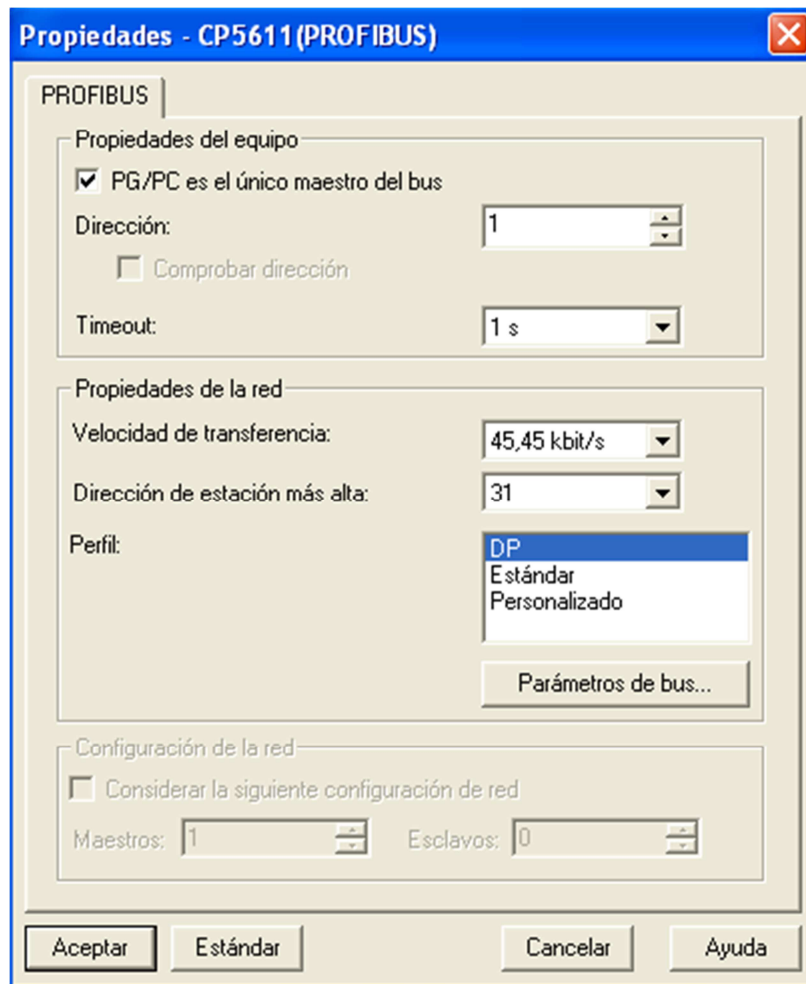 Propiedades - CP5611(PROFIBUS)
PROFIBUS
Propiedades del equipo
PG/PC es el único maestro del bus
Dirección: 1
Comprobar dirección
Timeout: 1 s
Propiedades de la red
Velocidad de transferencia: 45,45 kbit/s
Dirección de estación más alta: 31
Perfil: DP
Estándar
Personalizado
Parámetros de bus...
Configuración de la red
Considerar la siguiente configuración de red
Maestros: 1 Esclavos: 0
Aceptar Estándar Cancelar Ayuda